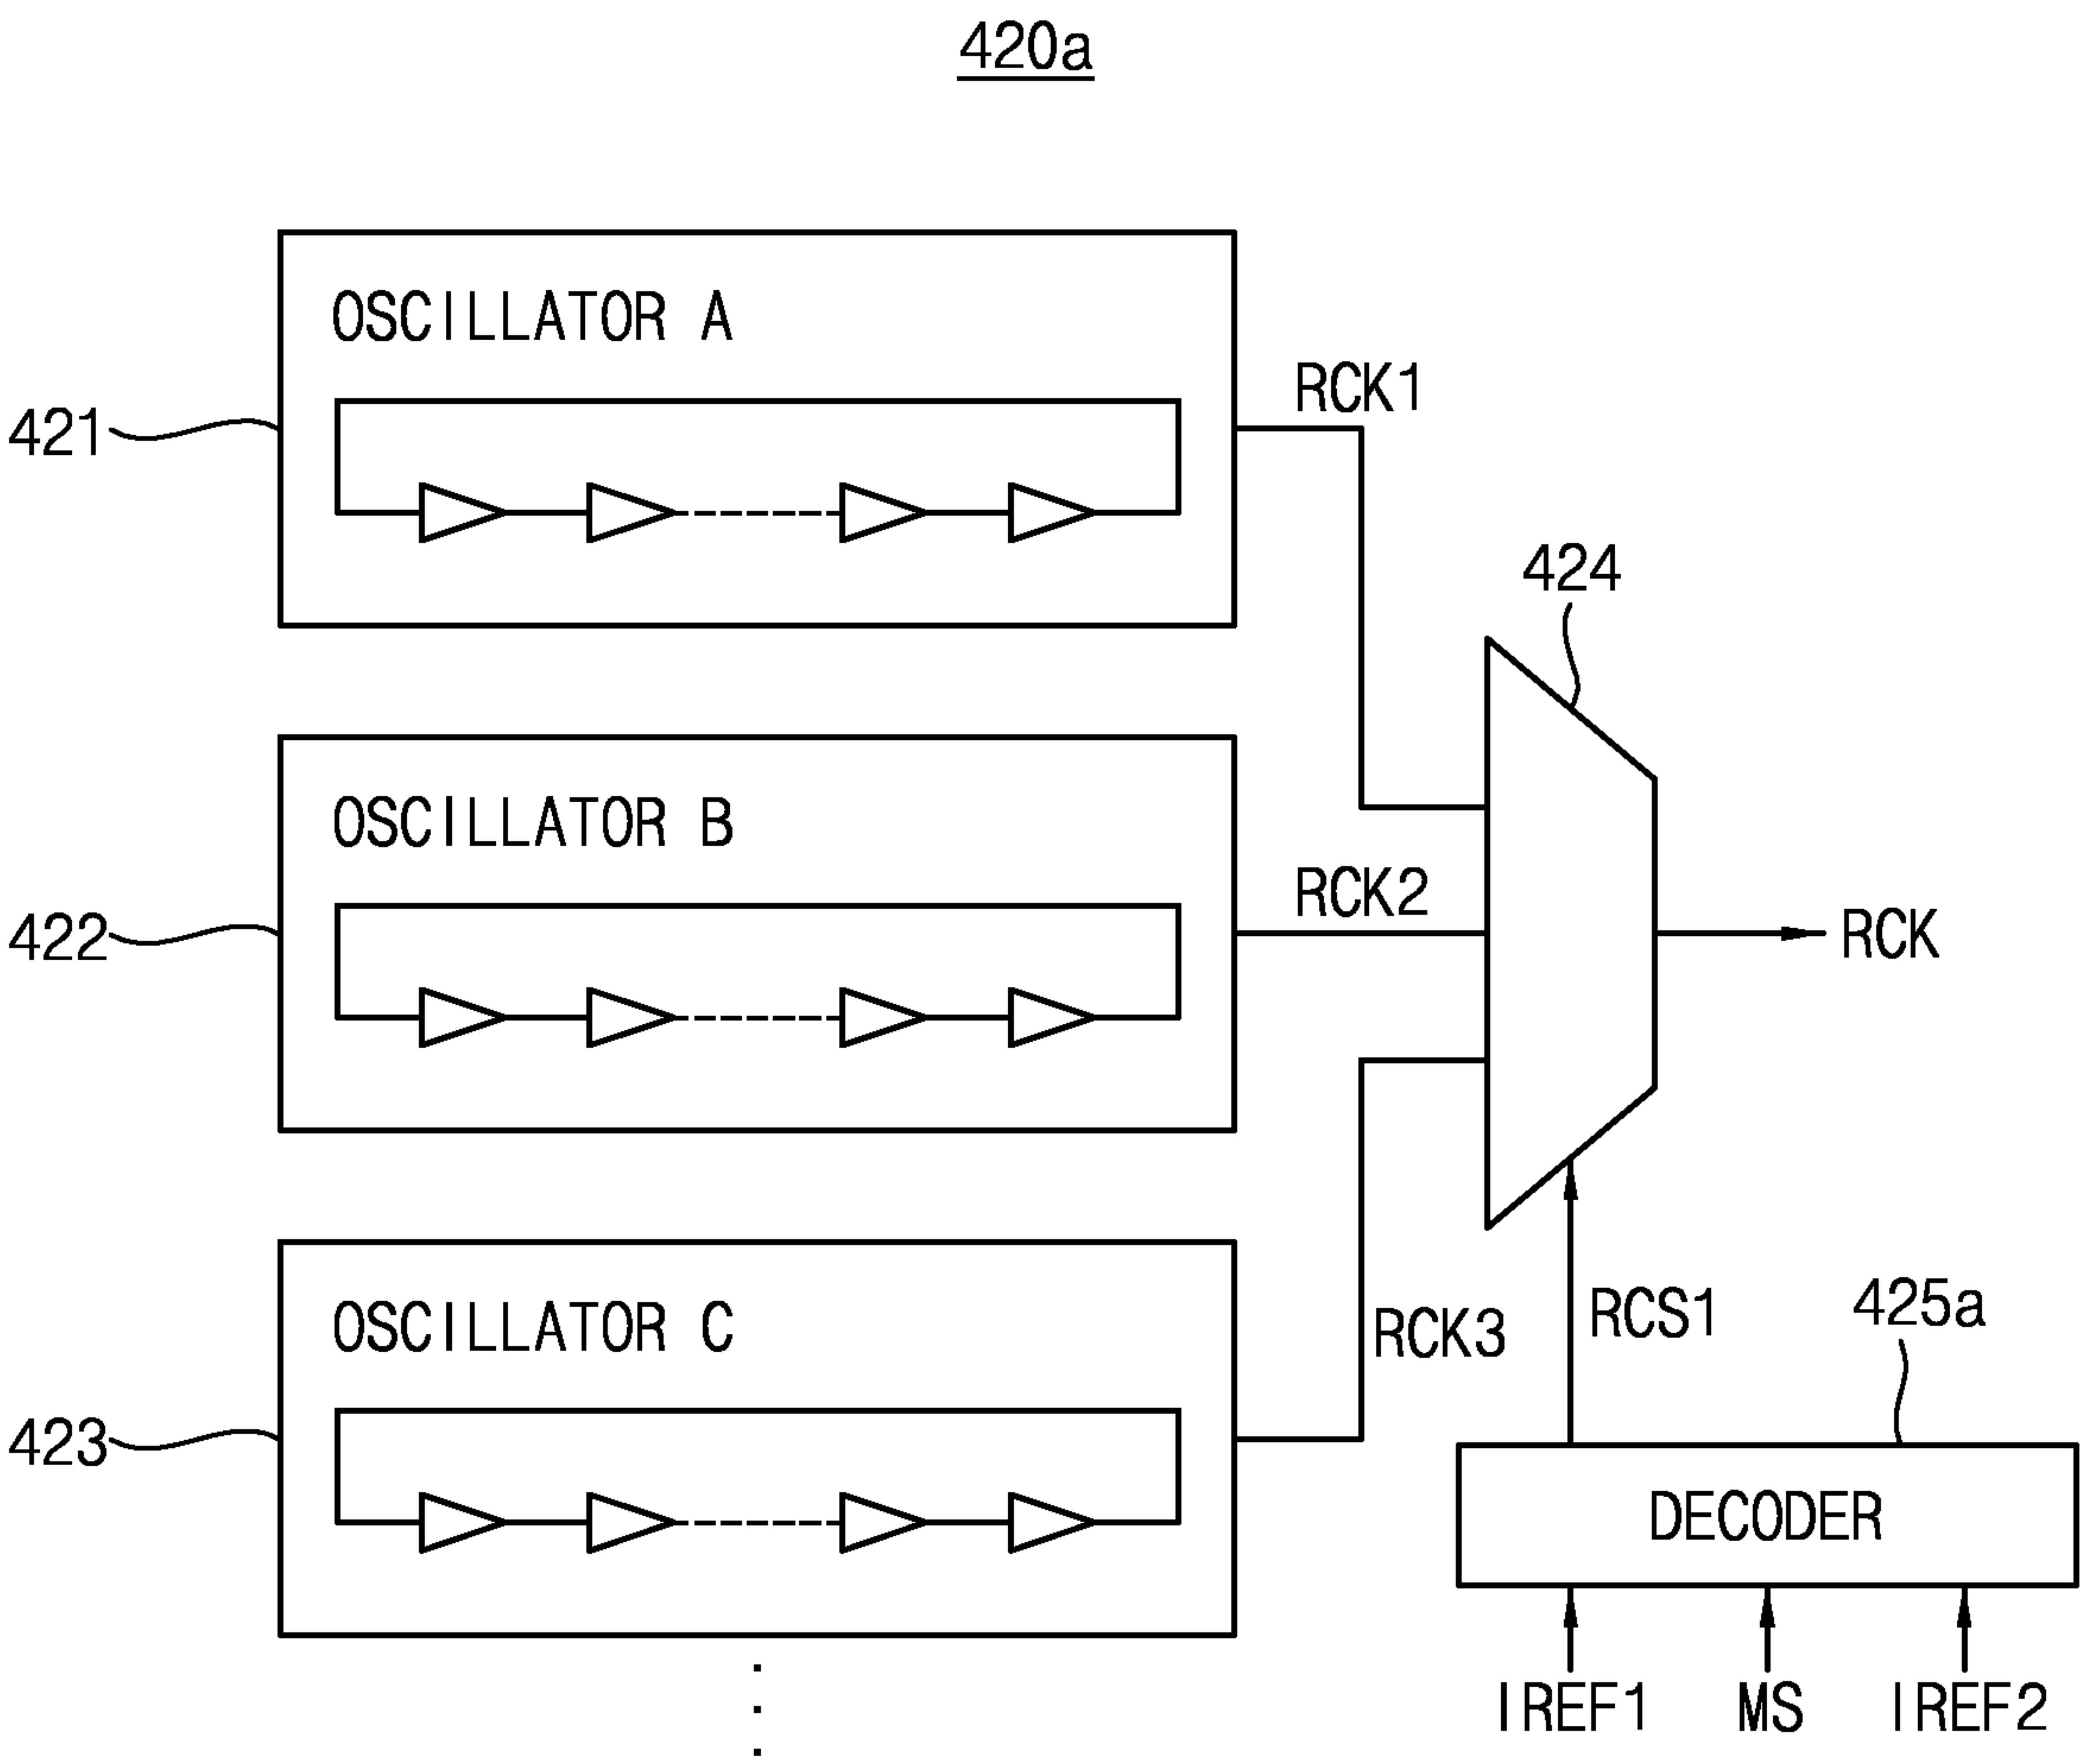 420a
OSCILLATOR A
RCK1
421
424
OSCILLATOR B
RCK2
422
RCK
OSCILLATOR C
RCK3
RCS1
425a
423
DECODER
IREF1
MS
IREF2